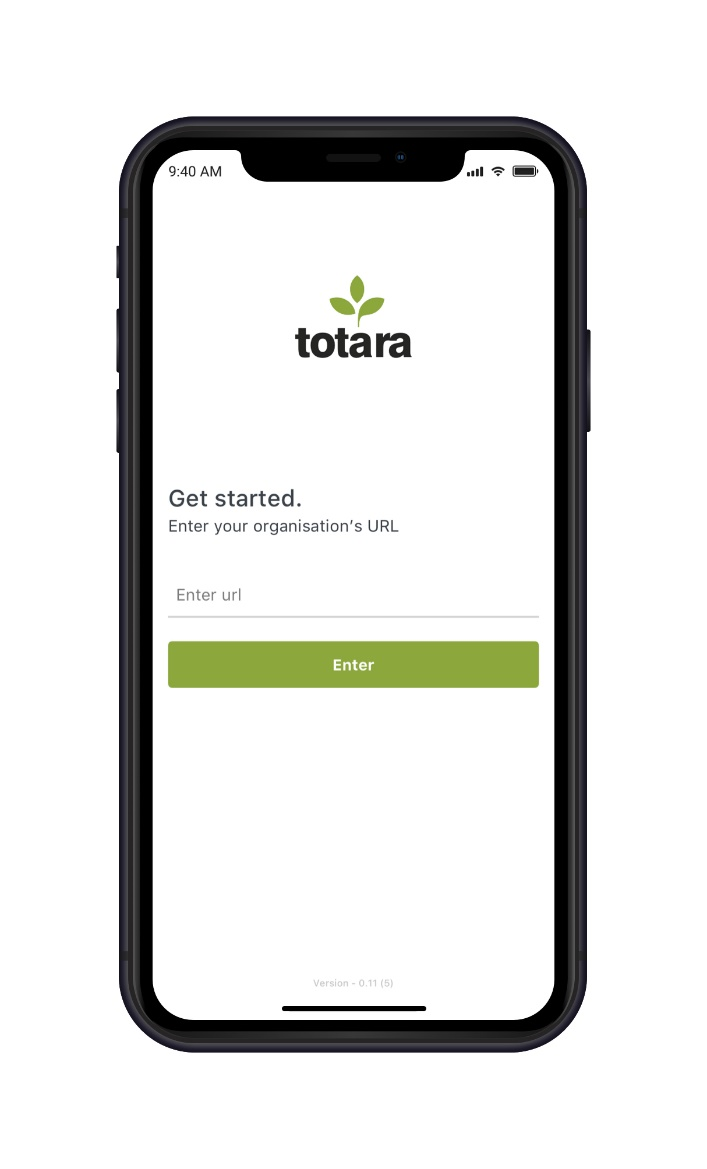 9:40 AM
totara
Get started.
Enter your organisation’s URL
Enter url
Enter
Version - 0.11 (5)